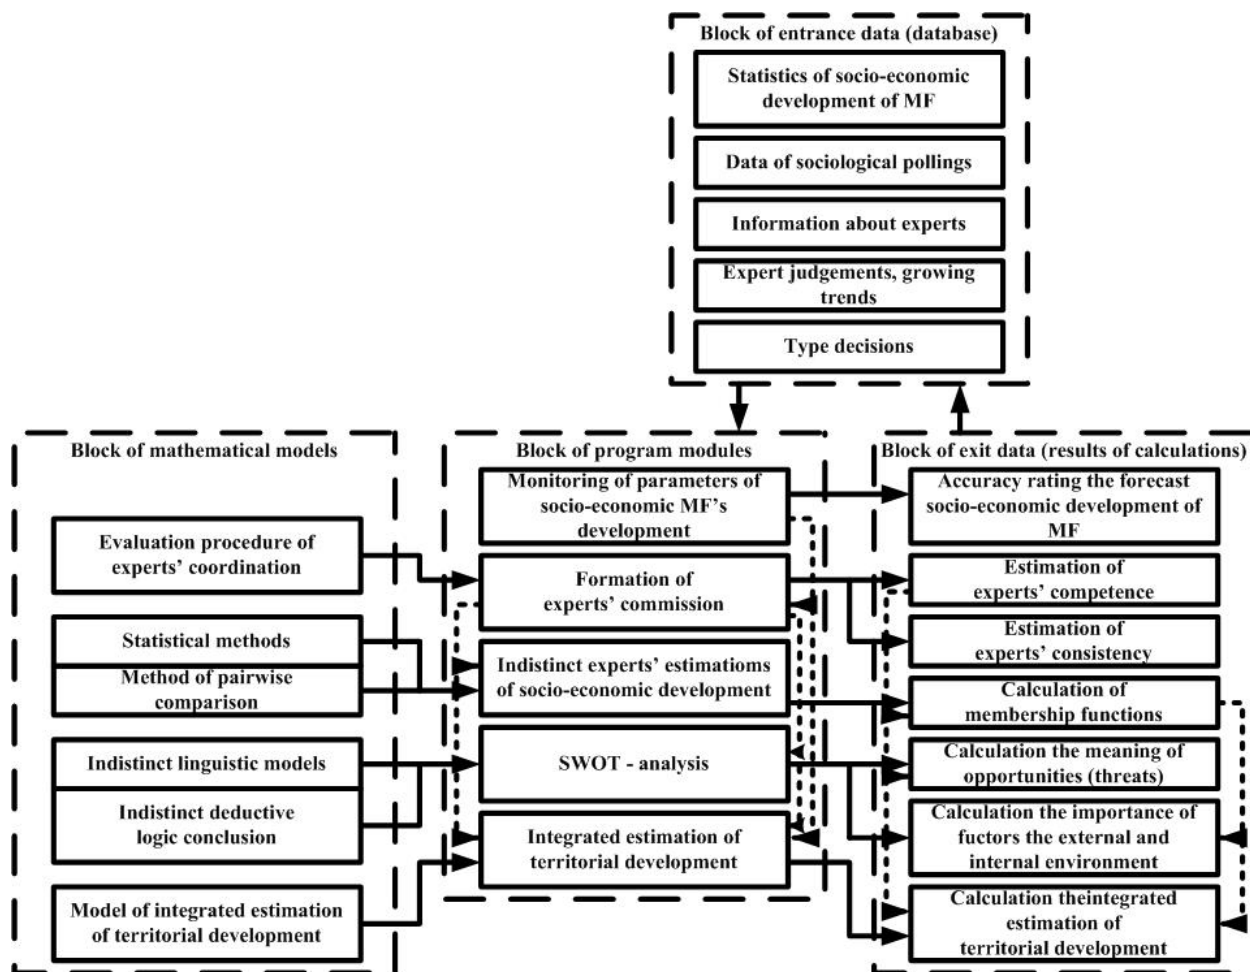 Block of entrance data (database)
Statistics of socio-economic
development of MF
Data of sociological pollings
Information about experts
Expert judgements, growing
trends
Type decisions
Block of mathematical models
Evaluation procedure of
experts' coordination
Statistical methods
Method of pairwise
comparison
Indistinct linguistic models
Indistinct deductive
logic conclusion
Model of integrated estimation
of territorial development
Block of program modules
Monitoring of parameters of
socio-economic MF's
development
Formation of
experts' commission
Indistinct experts' estimatioms
of socio-economic development
SWOT - analysis
Integrated estimation of
territorial development
Block of exit data (results of calculations)
Accuracy rating the forecast
socio-economic development of
MF
Estimation of
experts' competence
Estimation of
experts' consistency
Calculation of
membership functions
Calculation the meaning of
opportunities (threats)
Calculation the importance of
fuctors the external and
internal environment
Calculation theintegrated
estimation of
territorial development